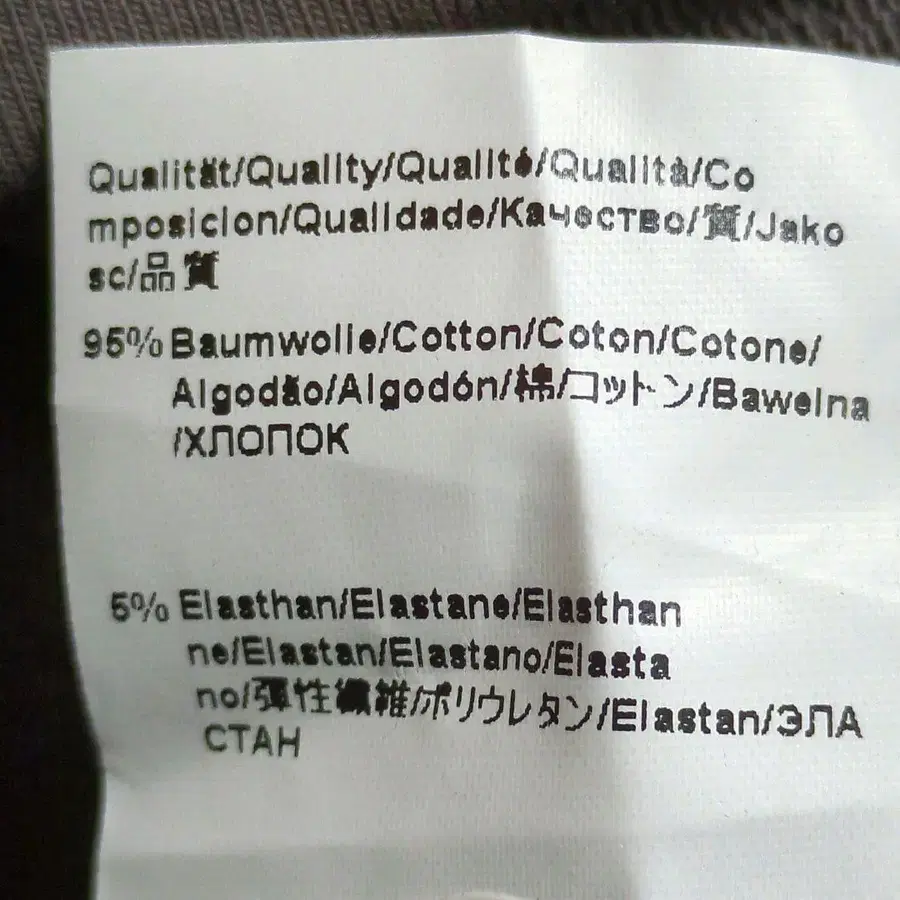 Qualität/Quality/Qualité/Qualità/Co
mposicion/Qualidade/Качество/質/Jako
sc/品質
95% Baumwolle/Cotton/Coton/Cotone/
Algodão/Algodón/棉/コットン/Bawelna
/ХЛОПОК
5% Elasthan/Elastane/Elasthan
ne/Elastan/Elastano/Elasta
no/彈性纖維/ポリウレタン/Elastan/ЭЛА
СТАН